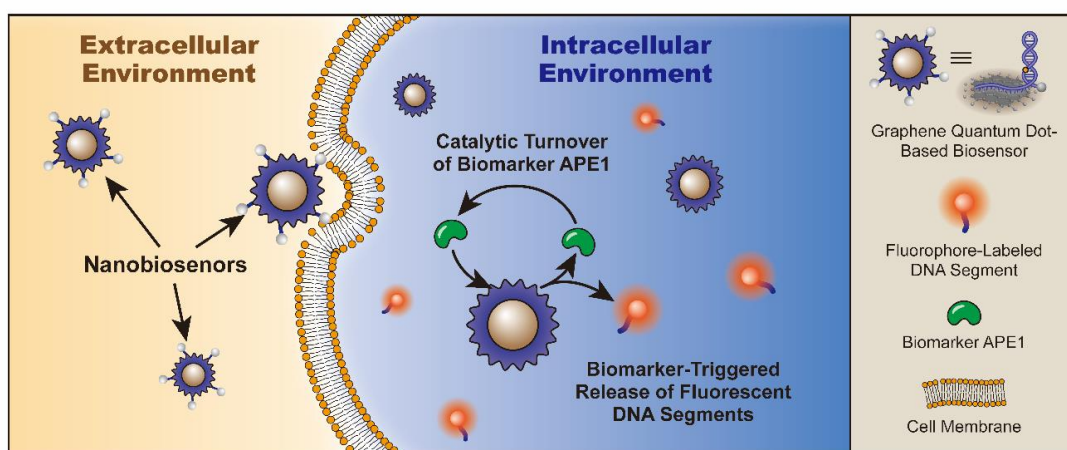 Extracellular
Environment
Intracellular
Environment
Catalytic Turnover
of Biomarker APE1
Nanobiosenors
Biomarker-Triggered
Release of Fluorescent
DNA Segments
Graphene Quantum Dot-
Based Biosensor
Fluorophore-Labeled
DNA Segment
Biomarker APE1
Cell Membrane